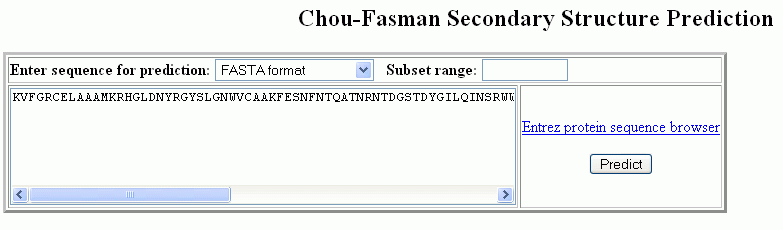 Chou-Fasman Secondary Structure Prediction
Enter sequence for prediction: FASTA format Subset range:
KVFGRCELAAAMKRHGLDNYRGYSLGNWVCAAKFESNFNTQATNRNTDGSTDYGILQINSRWW
Entrez protein sequence browser
Predict